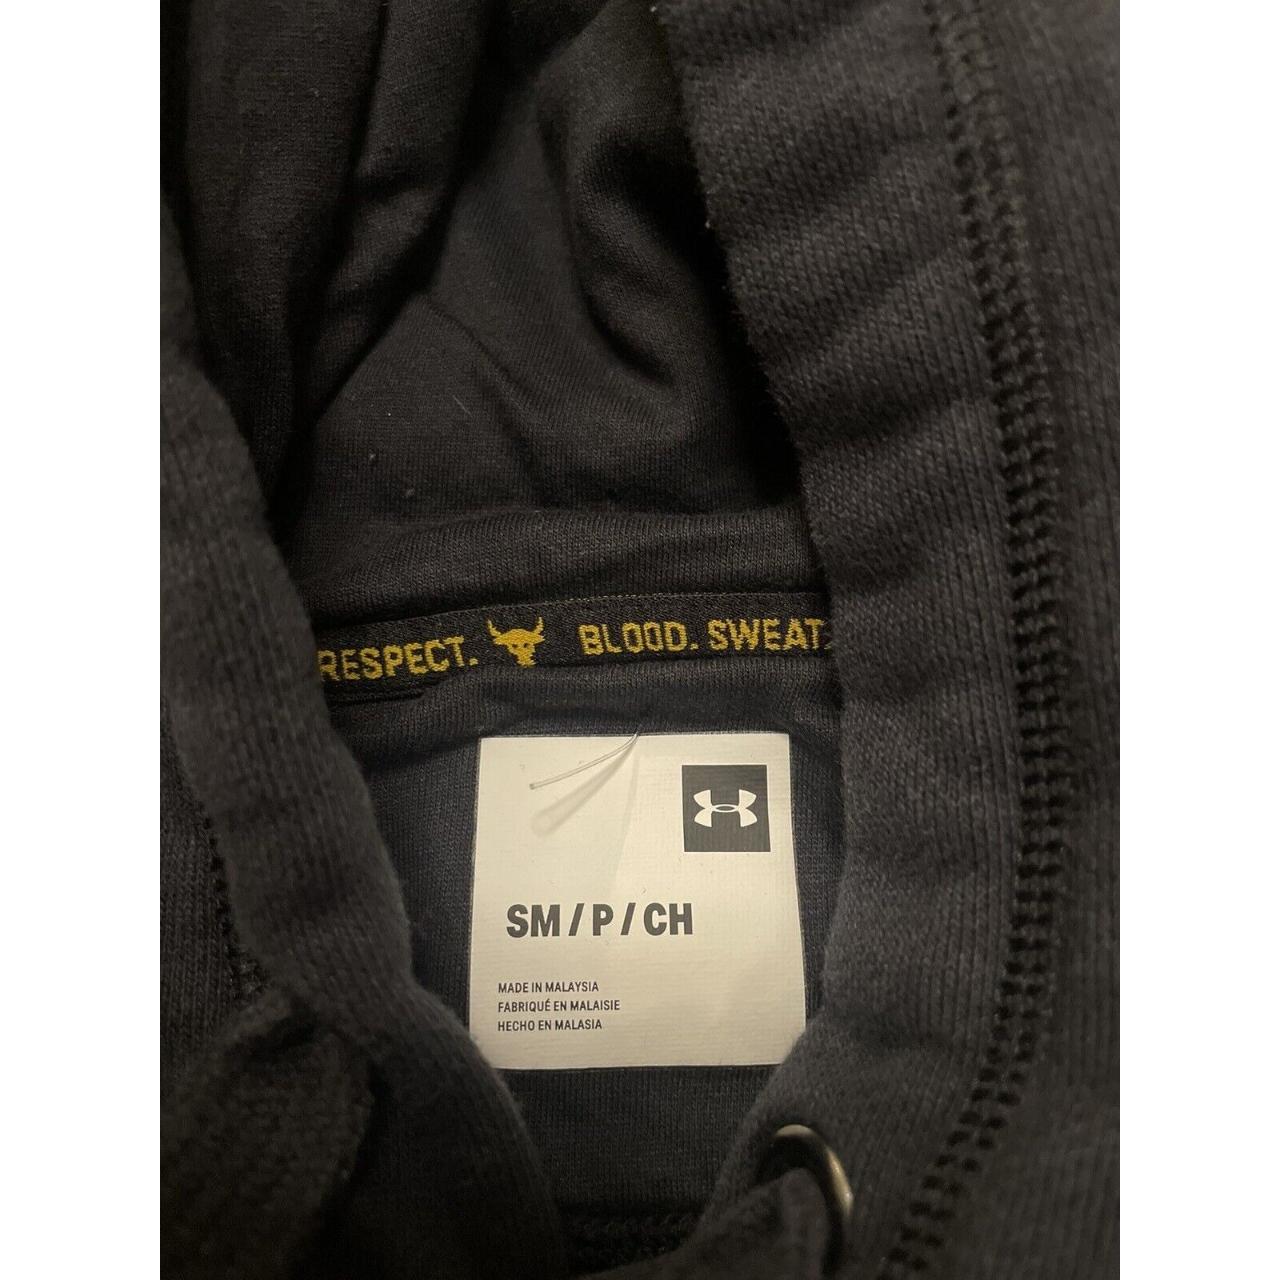 RESPECT. BLOOD. SWEAT.
SM / P / CH
MADE IN MALAYSIA
FABRIQUÉ EN MALAISIE
HECHO EN MALASIA